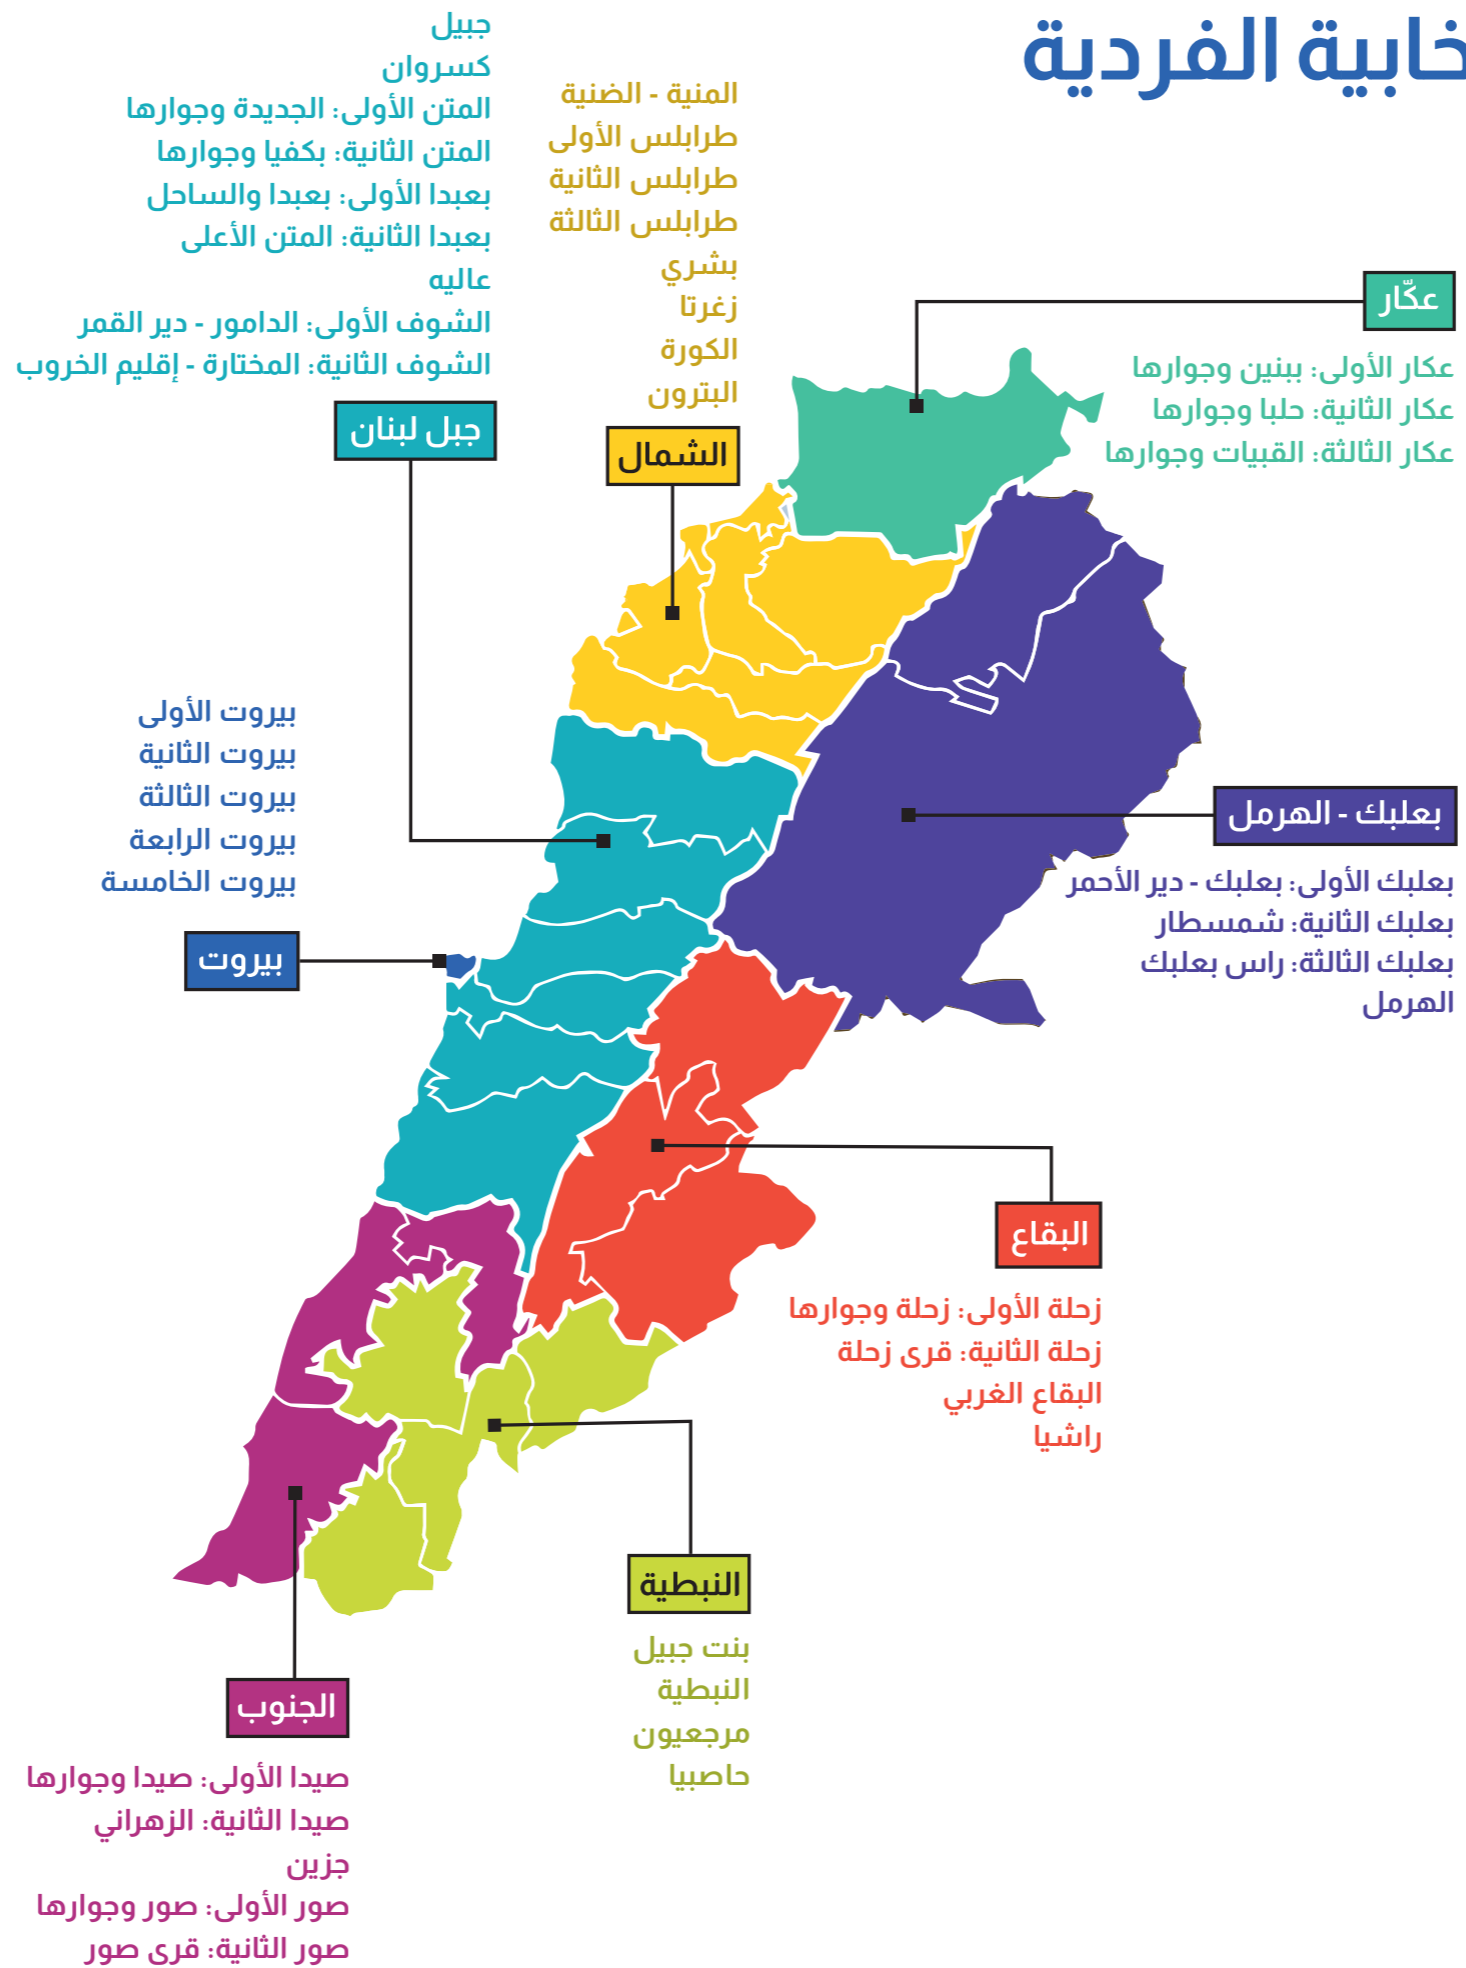 خابية الفردية
جبيل
كسروان
المتن الأولى: الجديدة وجوارها
المتن الثانية: بكفيا وجوارها
بعبدا الأولى: بعبدا والساحل
بعبدا الثانية: المتن الأعلى
عاليه
الشوف الأولى: الدامور - دير القمر
الشوف الثانية: المختارة - إقليم الخروب
جبل لبنان
المنية - الضنية
طرابلس الأولى
طرابلس الثانية
طرابلس الثالثة
بشري
زغرتا
الكورة
البترون
الشمال
عكّار
عكار الأولى: ببنين وجوارها
عكار الثانية: حلبا وجوارها
عكار الثالثة: القبيات وجوارها
بيروت الأولى
بيروت الثانية
بيروت الثالثة
بيروت الرابعة
بيروت الخامسة
بيروت
بعلبك - الهرمل
بعلبك الأولى: بعلبك - دير الأحمر
بعلبك الثانية: شمسطار
بعلبك الثالثة: راس بعلبك
الهرمل
البقاع
زحلة الأولى: زحلة وجوارها
زحلة الثانية: قرى زحلة
البقاع الغربي
راشيا
النبطية
بنت جبيل
النبطية
مرجعيون
حاصبيا
الجنوب
صيدا الأولى: صيدا وجوارها
صيدا الثانية: الزهراني
جزين
صور الأولى: صور وجوارها
صور الثانية: قرى صور